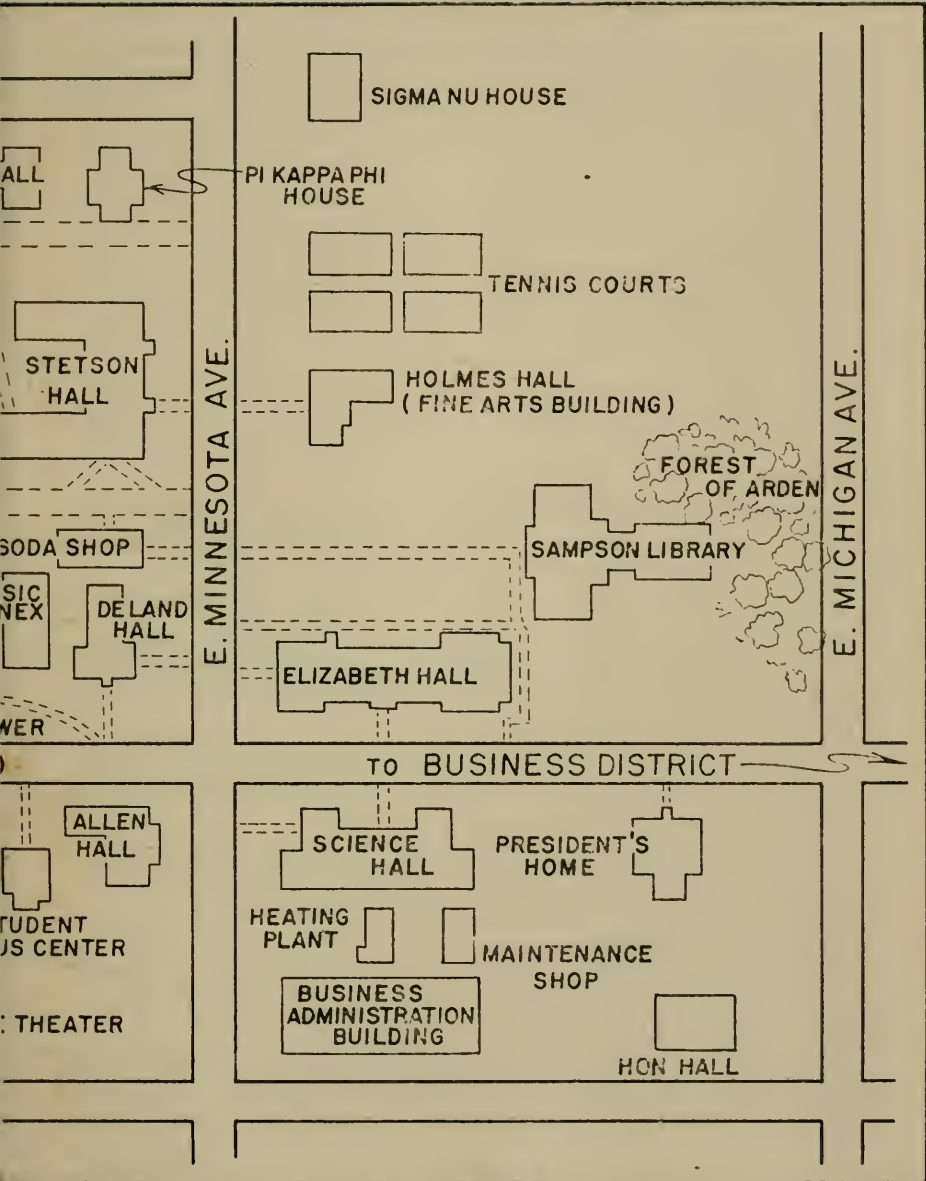 SIGMA NU HOUSE
ALL
PI KAPPA PHI
HOUSE
TENNIS COURTS
STETSON
HALL
E. MINNESOTA AVE.
HOLMES HALL
( FINE ARTS BUILDING )
E. MICHIGAN AVE.
FOREST
OF ARDEN
SODA SHOP
SAMPSON LIBRARY
SIC
NEX
DE LAND
HALL
ELIZABETH HALL
WER
)
TO BUSINESS DISTRICT
ALLEN
HALL
SCIENCE
HALL
PRESIDENT'S
HOME
TUDENT
US CENTER
HEATING
PLANT
MAINTENANCE
SHOP
THEATER
BUSINESS
ADMINISTRATION
BUILDING
HON HALL